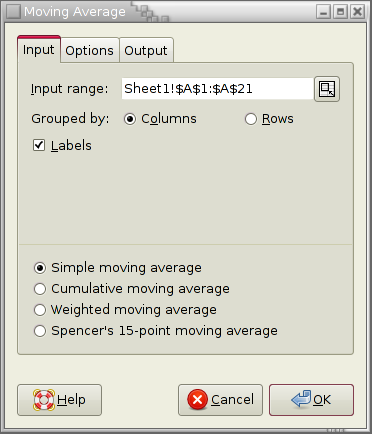 Moving Average
Input Options Output
Input range: Sheet1!$A$1:$A$21
Grouped by: Columns Rows
Labels
Simple moving average
Cumulative moving average
Weighted moving average
Spencer's 15-point moving average
Help Cancel OK